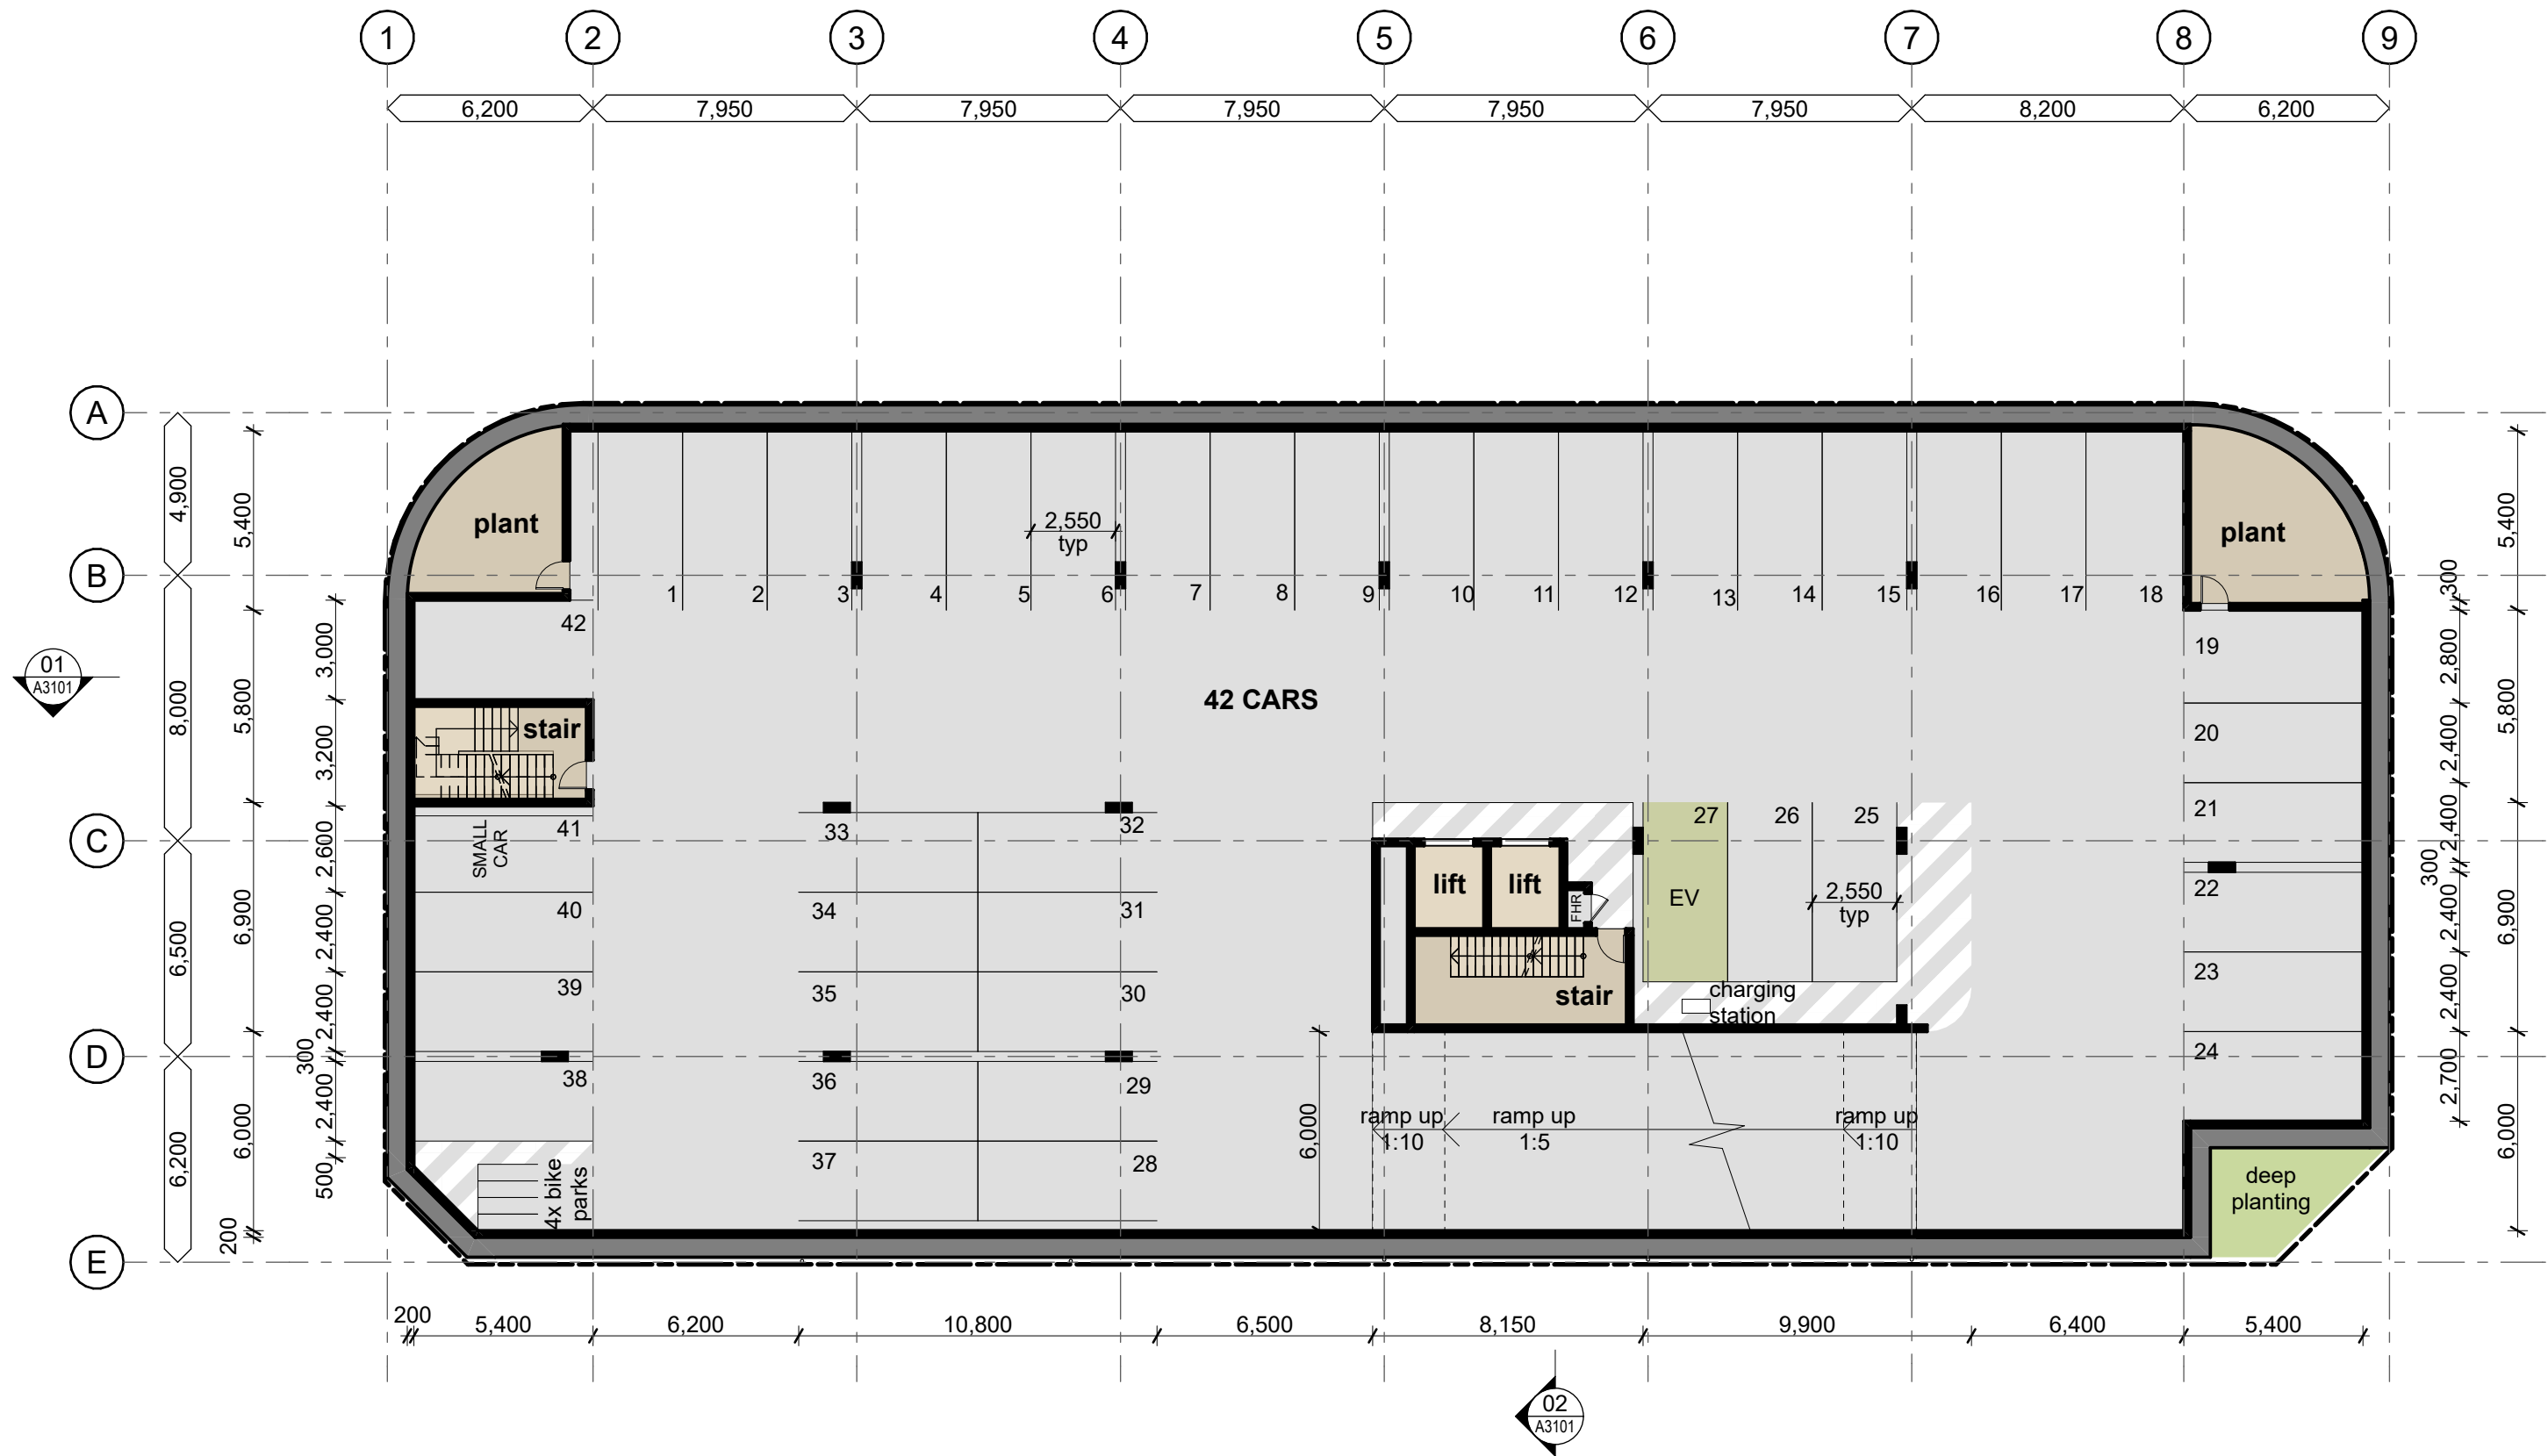 1 2 3 4 5 6 7 8 9
6,200 7,950 7,950 7,950 7,950 7,950 8,200 6,200
A
B
C
D
E
4,900
8,000
6,500
6,200
5,400
5,800
6,900
6,000
200
3,000
3,200
2,600
2,400
2,400
300
2,400
500
01
A3101
plant
2,550
typ
1 2 3 4 5 6 7 8 9 10 11 12 13 14 15 16 17 18
plant
42
19
stair
42 CARS
20
41
SMALL
CAR
33 32
27 26 25
21
40
34 31
lift lift
FHR
EV
2,550
typ
22
39
35 30
stair
charging
station
23
38
36 29
24
ramp up
1:10
ramp up
1:5
ramp up
1:10
6,000
37 28
4x bike
parks
deep
planting
300
2,800
2,400
2,400
300
2,400
2,400
2,700
5,400
5,800
6,900
6,000
200 5,400 6,200 10,800 6,500 8,150 9,900 6,400 5,400
02
A3101